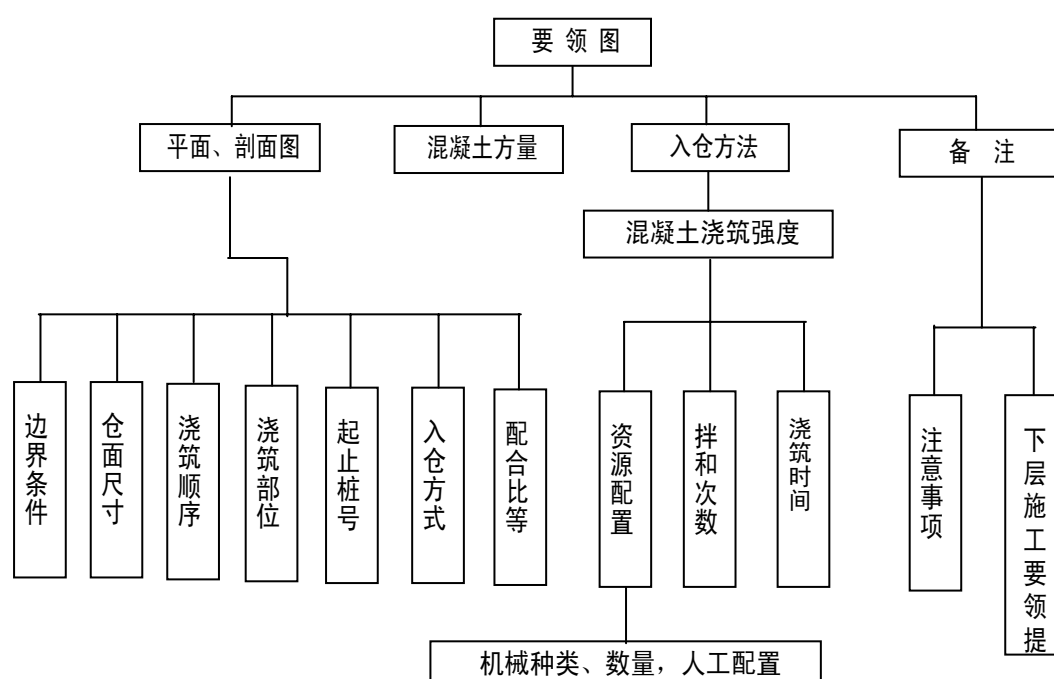 要 领 图
平面、剖面图
混凝土方量
入仓方法
备 注
混凝土浇筑强度
边界条件
仓面尺寸
浇筑顺序
浇筑部位
起止桩号
入仓方式
配合比等
资源配置
拌和次数
浇筑时间
注意事项
下层施工要领提
机械种类、数量，人工配置